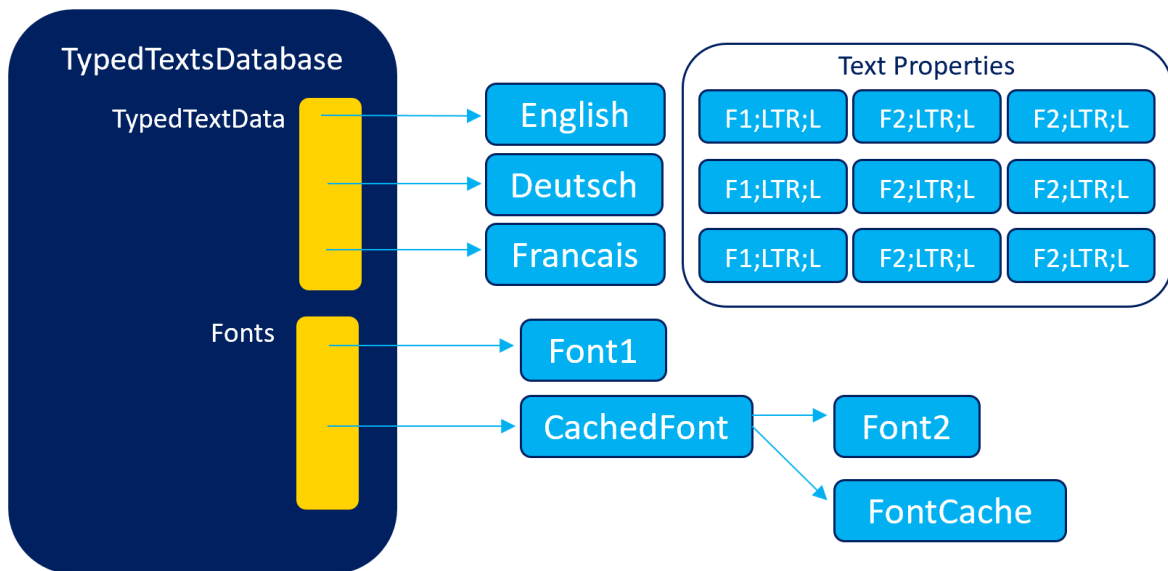 TypedTextsDatabase
TypedTextData
English
Deutsch
Francais
Text Properties
F1;LTR;L F2;LTR;L F2;LTR;L
F1;LTR;L F2;LTR;L F2;LTR;L
F1;LTR;L F2;LTR;L F2;LTR;L
Fonts
Font1
CachedFont
Font2
FontCache